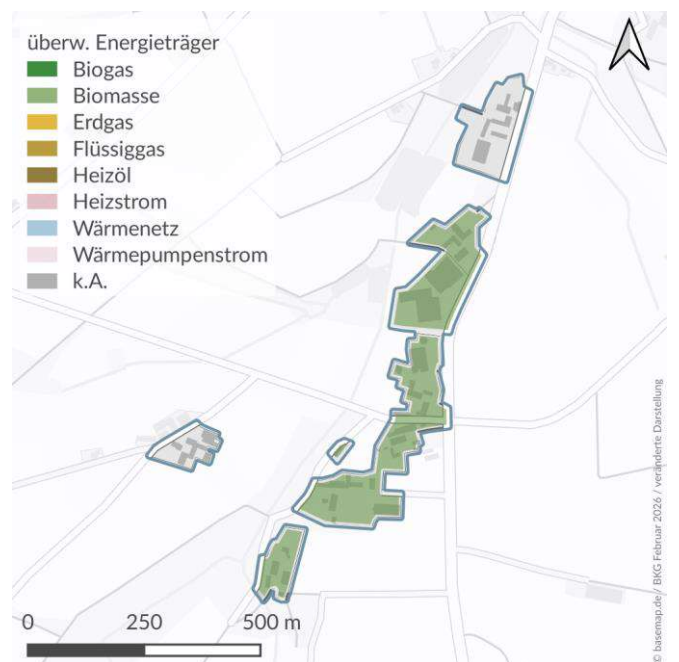 überw. Energieträger
Biogas
Biomasse
Erdgas
Flüssiggas
Heizöl
Heizstrom
Wärmenetz
Wärmepumpenstrom
k.A.
0 250 500 m
© basemap.de / BKG Februar 2026 / veränderte Darstellung